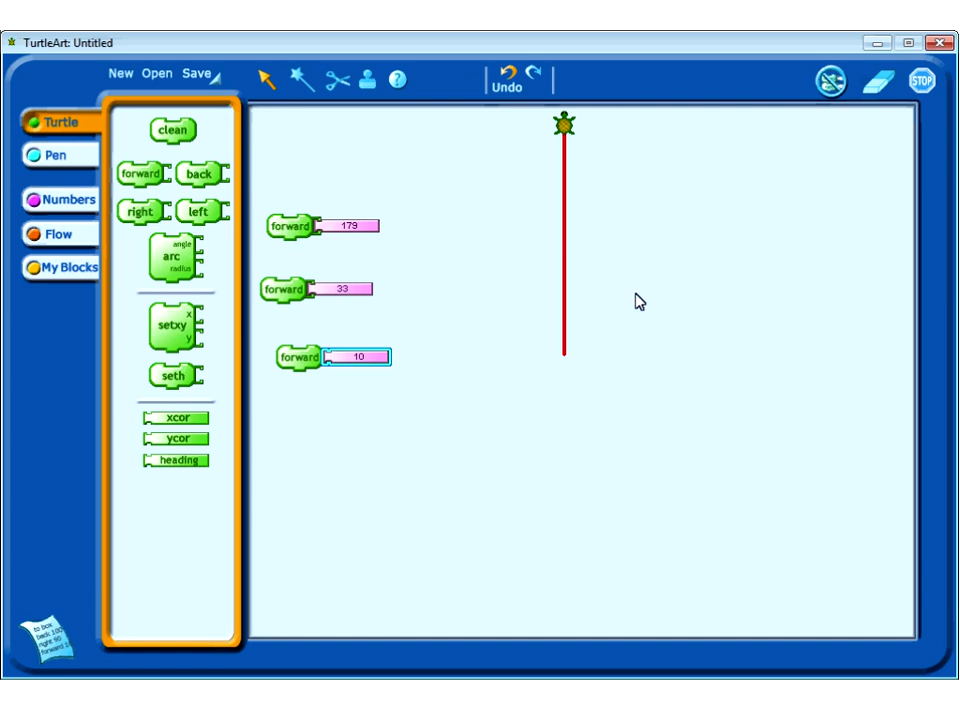 TurtleArt: Untitled
New Open Save
Undo
STOP
Turtle
Pen
Numbers
Flow
My Blocks
clean
forward back
right left
angle
arc
radius
x
setxy
y
seth
xcor
ycor
heading
forward 179
forward 33
forward 10
to box
back 100
right 90
forward 1